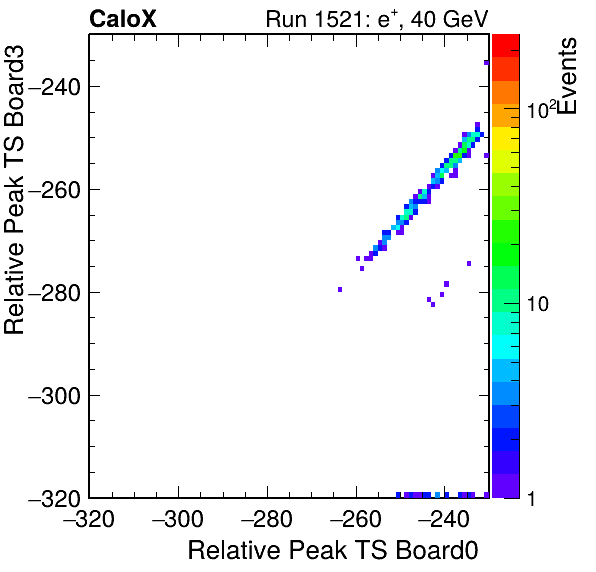 CaloX Run 1521: e⁺, 40 GeV
Relative Peak TS Board3
−240
−260
−280
−300
−320
−320 −300 −280 −260 −240
Relative Peak TS Board0
Events
10²
10
1